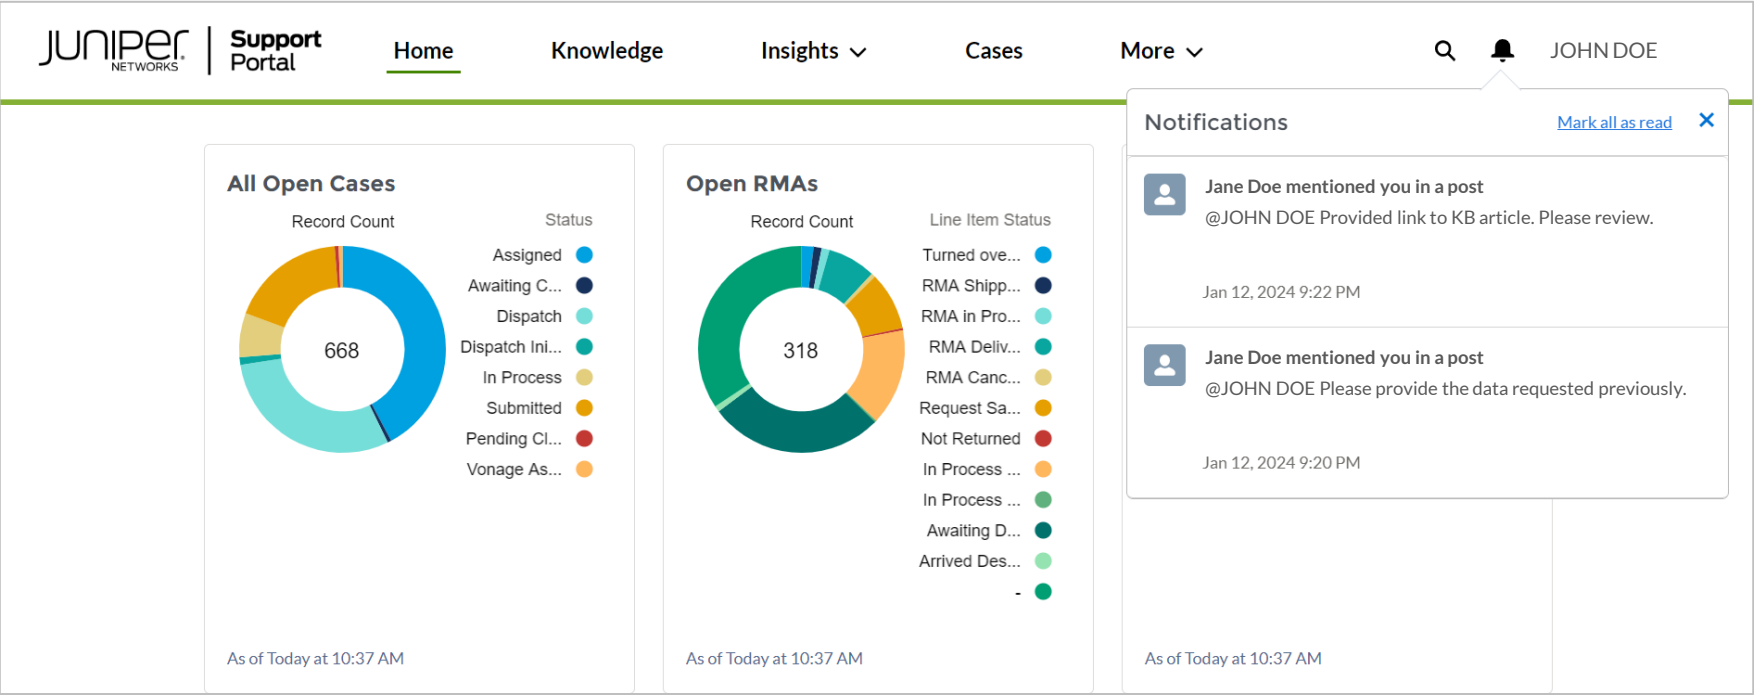 JUNIPER NETWORKS
Support Portal
Home
Knowledge
Insights
Cases
More
JOHN DOE
Notifications
Mark all as read
Jane Doe mentioned you in a post
@JOHN DOE Provided link to KB article. Please review.
Jan 12, 2024 9:22 PM
Jane Doe mentioned you in a post
@JOHN DOE Please provide the data requested previously.
Jan 12, 2024 9:20 PM
All Open Cases
Record Count
Status
668
Assigned
Awaiting C...
Dispatch
Dispatch Ini...
In Process
Submitted
Pending Cl...
Vonage As...
As of Today at 10:37 AM
Open RMAs
Record Count
Line Item Status
318
Turned ove...
RMA Shipp...
RMA in Pro...
RMA Deliv...
RMA Canc...
Request Sa...
Not Returned
In Process ...
In Process ...
Awaiting D...
Arrived Des...
-
As of Today at 10:37 AM
As of Today at 10:37 AM